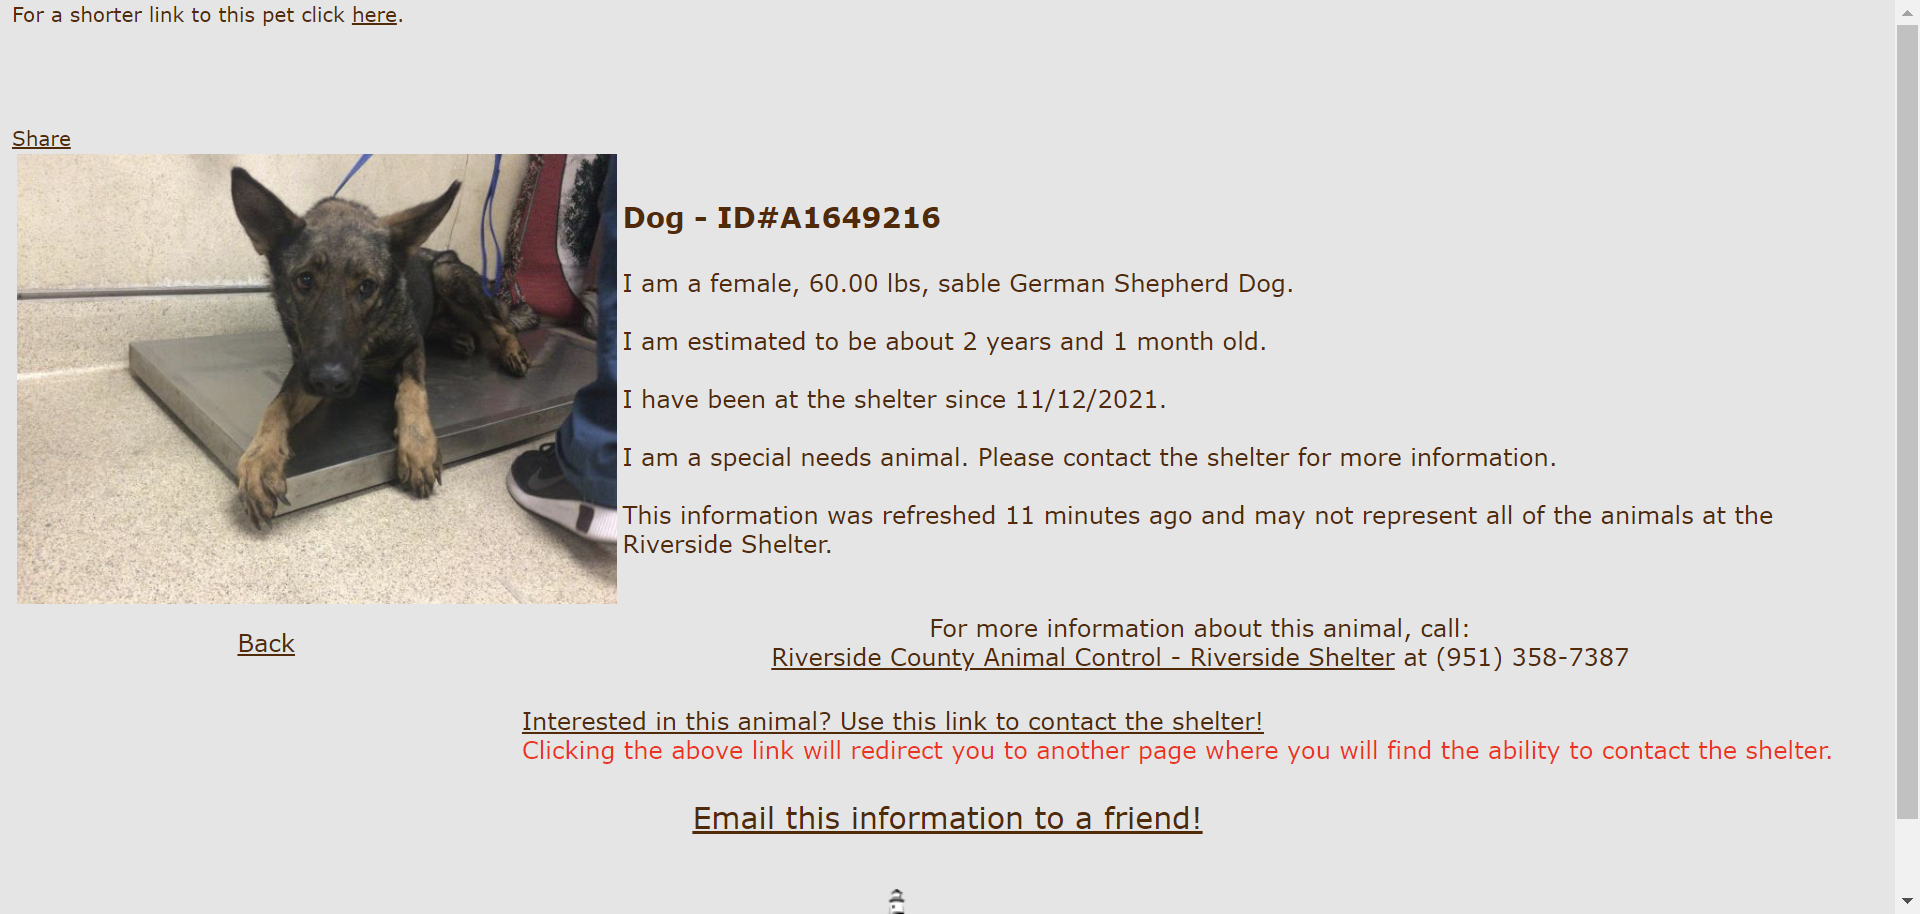 For a shorter link to this pet click here.
Share
Dog - ID#A1649216
I am a female, 60.00 lbs, sable German Shepherd Dog.
I am estimated to be about 2 years and 1 month old.
I have been at the shelter since 11/12/2021.
I am a special needs animal. Please contact the shelter for more information.
This information was refreshed 11 minutes ago and may not represent all of the animals at the
Riverside Shelter.
Back
For more information about this animal, call:
Riverside County Animal Control - Riverside Shelter at (951) 358-7387
Interested in this animal? Use this link to contact the shelter!
Clicking the above link will redirect you to another page where you will find the ability to contact the shelter.
Email this information to a friend!